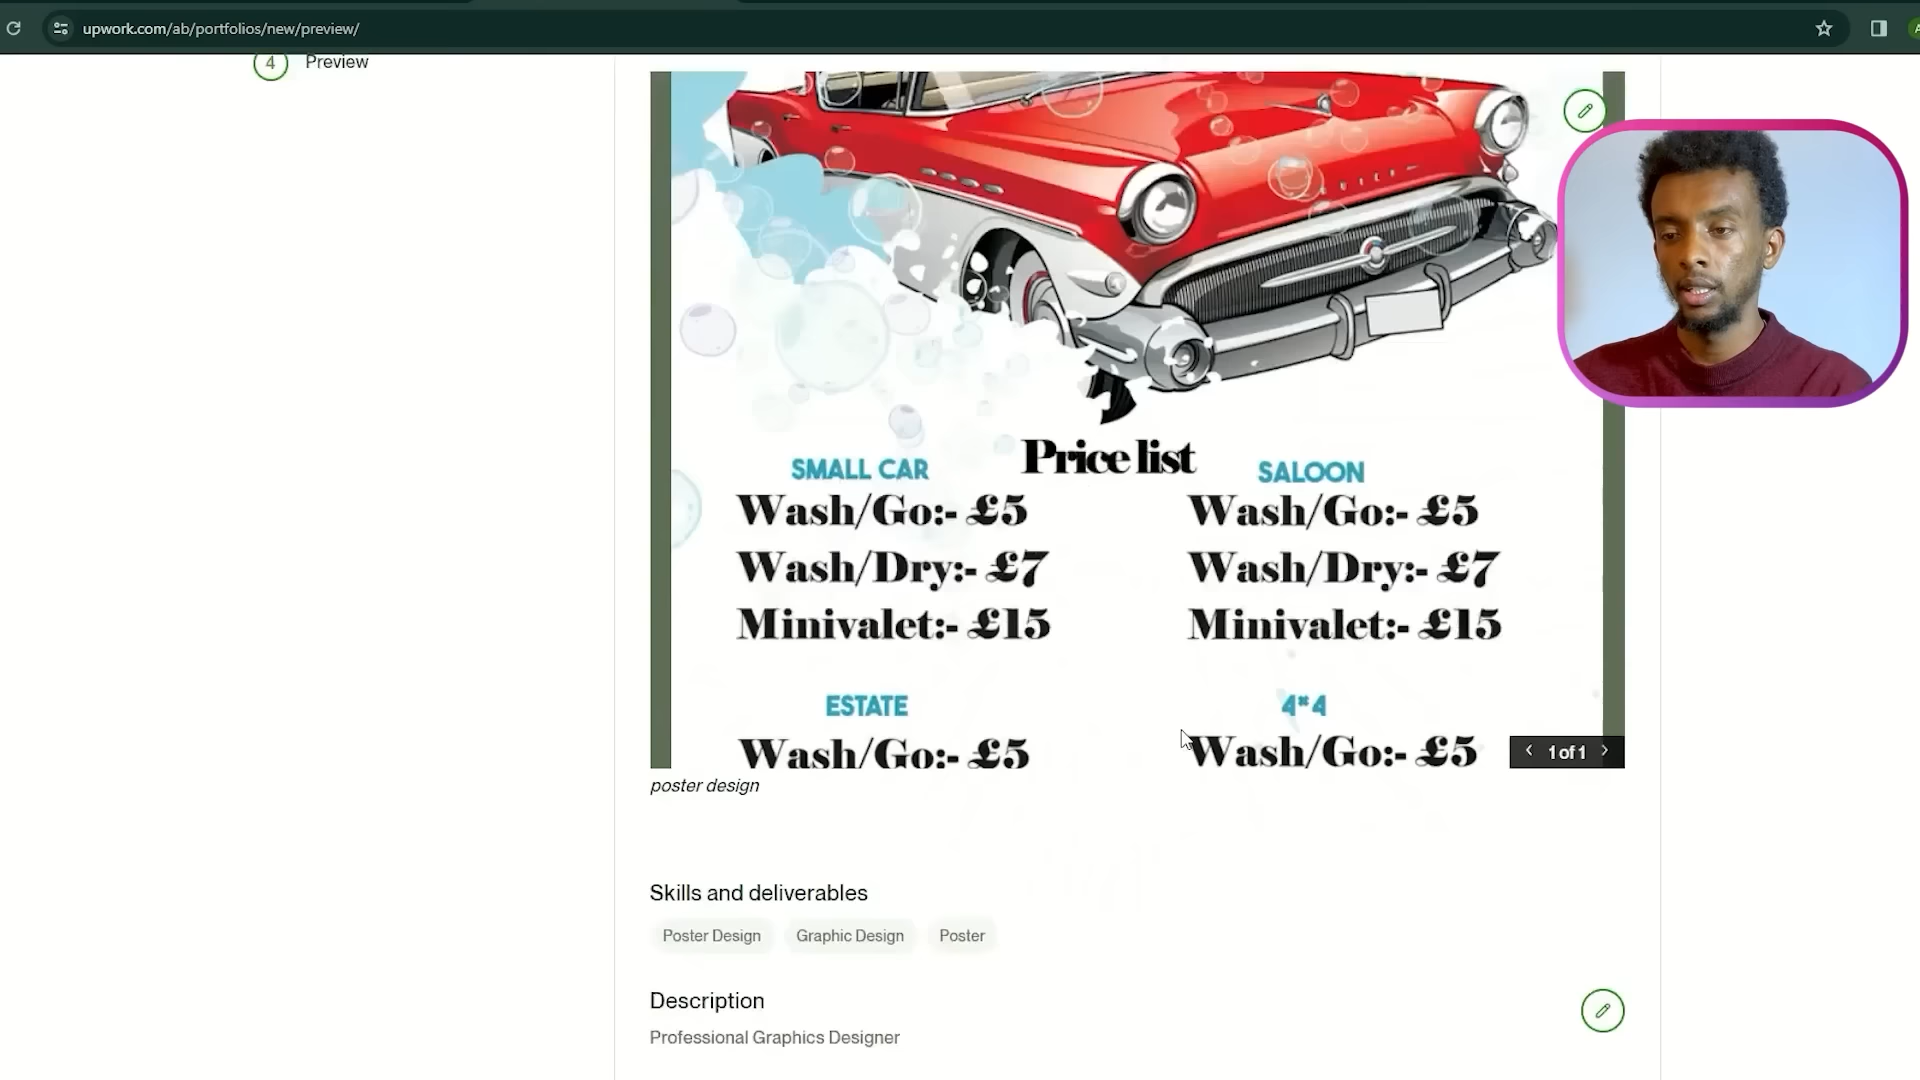 upwork.com/ab/portfolios/new/preview/
4 Preview
BUICK
Price list
SMALL CAR
Wash/Go:- £5
Wash/Dry:- £7
Minivalet:- £15
SALOON
Wash/Go:- £5
Wash/Dry:- £7
Minivalet:- £15
ESTATE
Wash/Go:- £5
4*4
Wash/Go:- £5
1 of 1
poster design
Skills and deliverables
Poster Design Graphic Design Poster
Description
Professional Graphics Designer